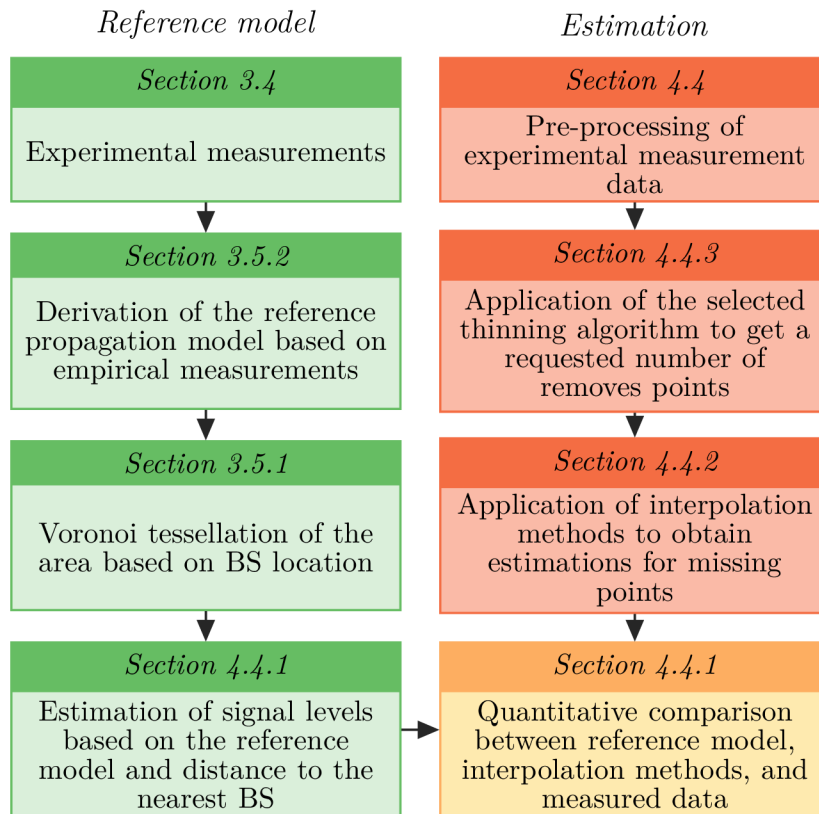 Reference model
Section 3.4
Experimental measurements
Section 3.5.2
Derivation of the reference
propagation model based on
empirical measurements
Section 3.5.1
Voronoi tessellation of the
area based on BS location
Section 4.4.1
Estimation of signal levels
based on the reference
model and distance to the
nearest BS
Estimation
Section 4.4
Pre-processing of
experimental measurement
data
Section 4.4.3
Application of the selected
thinning algorithm to get a
requested number of
removes points
Section 4.4.2
Application of interpolation
methods to obtain
estimations for missing
points
Section 4.4.1
Quantitative comparison
between reference model,
interpolation methods, and
measured data